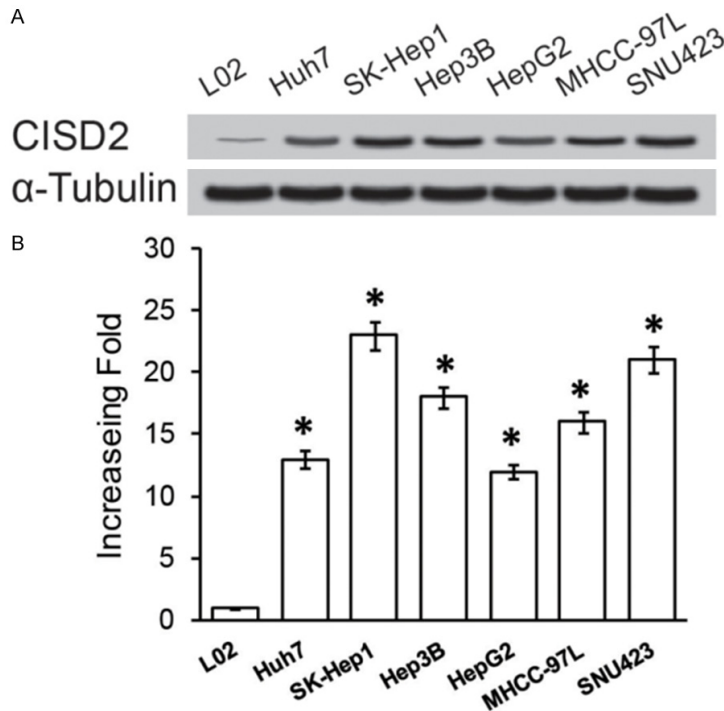 A
L02 Huh7 SK-Hep1 Hep3B HepG2 MHCC-97L SNU423
CISD2
α-Tubulin
B
Increaseing Fold
30
25
20
15
10
5
0
* * * * * *
L02 Huh7 SK-Hep1 Hep3B HepG2 MHCC-97L SNU423